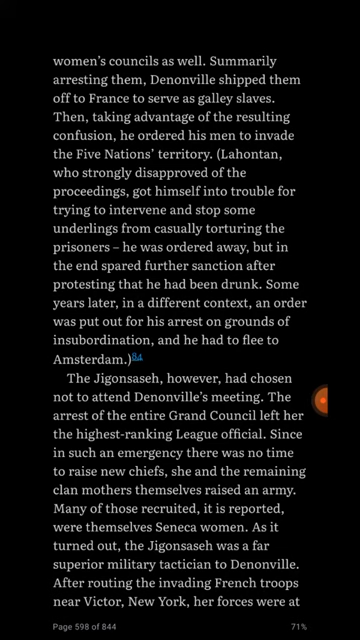 women’s councils as well. Summarily
arresting them, Denonville shipped them
off to France to serve as galley slaves.
Then, taking advantage of the resulting
confusion, he ordered his men to invade
the Five Nations’ territory. (Lahontan,
who strongly disapproved of the
proceedings, got himself into trouble for
trying to intervene and stop some
underlings from casually torturing the
prisoners – he was ordered away, but in
the end spared further sanction after
protesting that he had been drunk. Some
years later, in a different context, an order
was put out for his arrest on grounds of
insubordination, and he had to flee to
Amsterdam.)84
The Jigonsaseh, however, had chosen
not to attend Denonville’s meeting. The
arrest of the entire Grand Council left her
the highest-ranking League official. Since
in such an emergency there was no time
to raise new chiefs, she and the remaining
clan mothers themselves raised an army.
Many of those recruited, it is reported,
were themselves Seneca women. As it
turned out, the Jigonsaseh was a far
superior military tactician to Denonville.
After routing the invading French troops
near Victor, New York, her forces were at
Page 598 of 844 71%